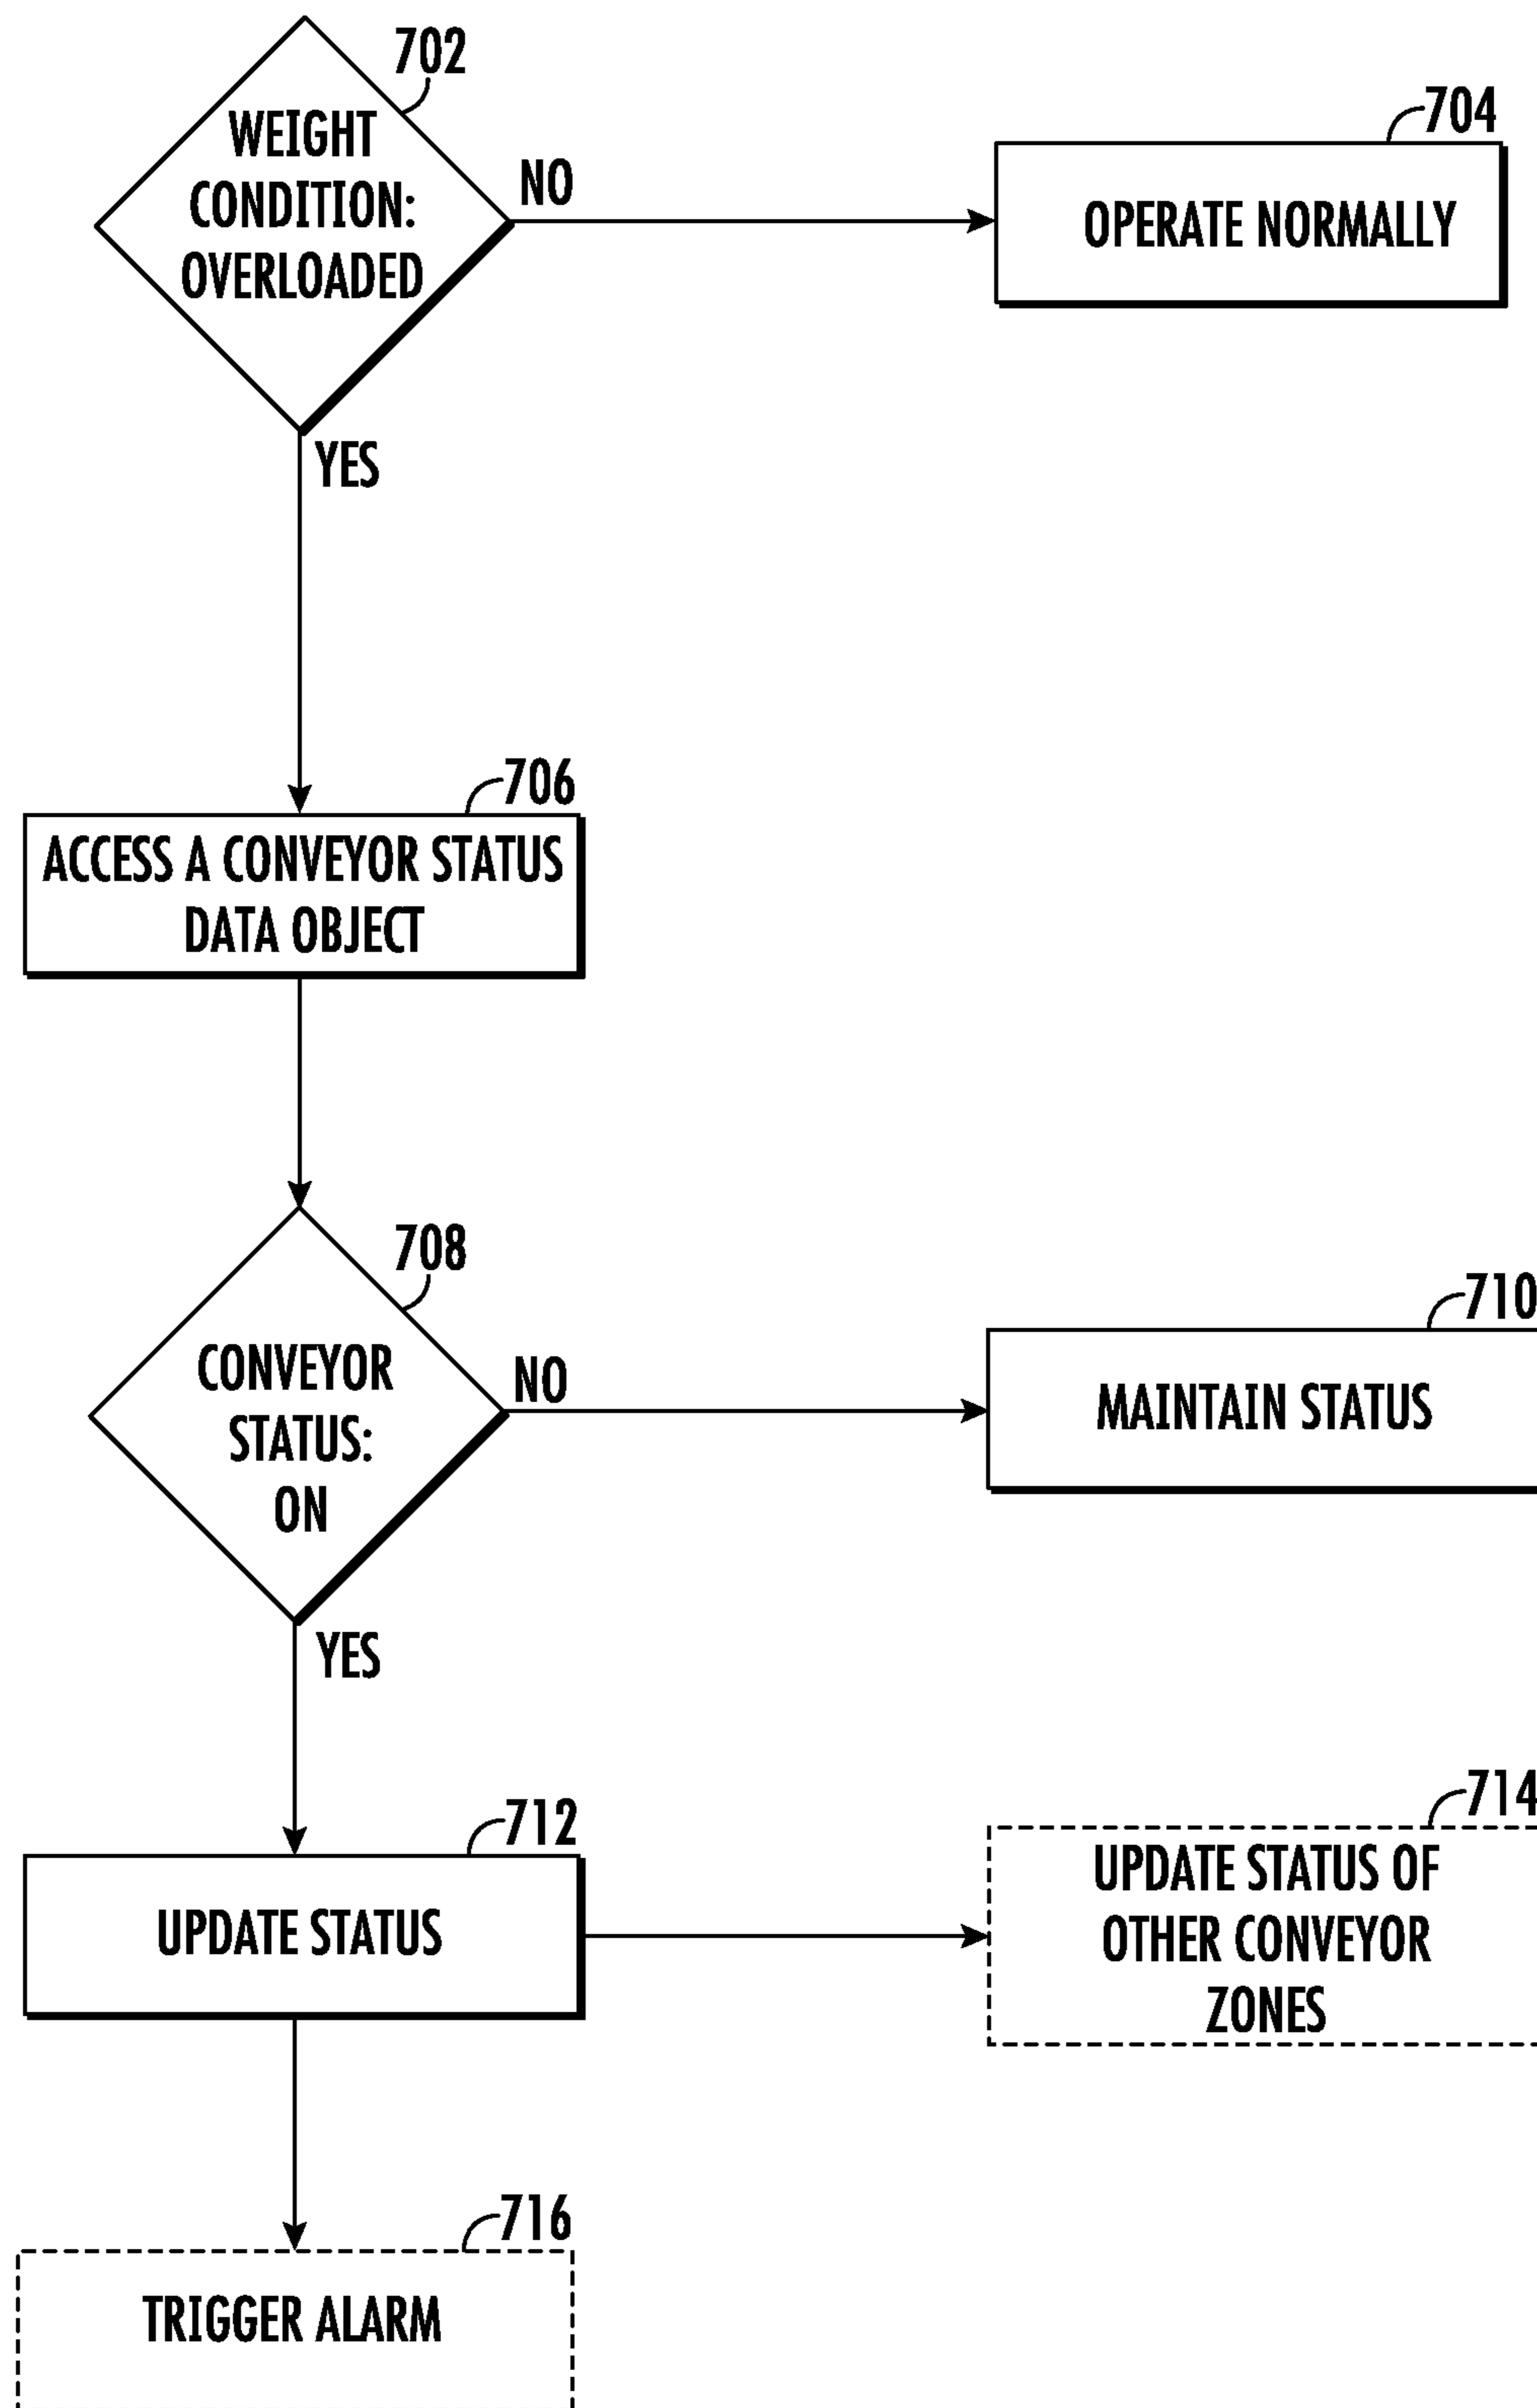 702
WEIGHT
CONDITION:
OVERLOADED
NO
704
OPERATE NORMALLY
YES
706
ACCESS A CONVEYOR STATUS
DATA OBJECT
708
CONVEYOR
STATUS:
ON
NO
710
MAINTAIN STATUS
YES
712
UPDATE STATUS
714
UPDATE STATUS OF
OTHER CONVEYOR
ZONES
716
TRIGGER ALARM